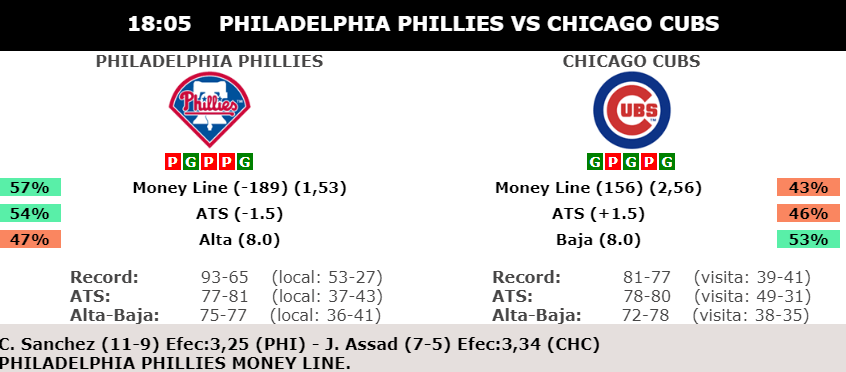 18:05 PHILADELPHIA PHILLIES VS CHICAGO CUBS
PHILADELPHIA PHILLIES CHICAGO CUBS
Phillies CUBS
P G P P G G P G P G
57% Money Line (-189) (1,53) Money Line (156) (2,56) 43%
54% ATS (-1.5) ATS (+1.5) 46%
47% Alta (8.0) Baja (8.0) 53%
Record: 93-65 (local: 53-27) Record: 81-77 (visita: 39-41)
ATS: 77-81 (local: 37-43) ATS: 78-80 (visita: 49-31)
Alta-Baja: 75-77 (local: 36-41) Alta-Baja: 72-78 (visita: 38-35)
C. Sanchez (11-9) Efec:3,25 (PHI) - J. Assad (7-5) Efec:3,34 (CHC)
PHILADELPHIA PHILLIES MONEY LINE.